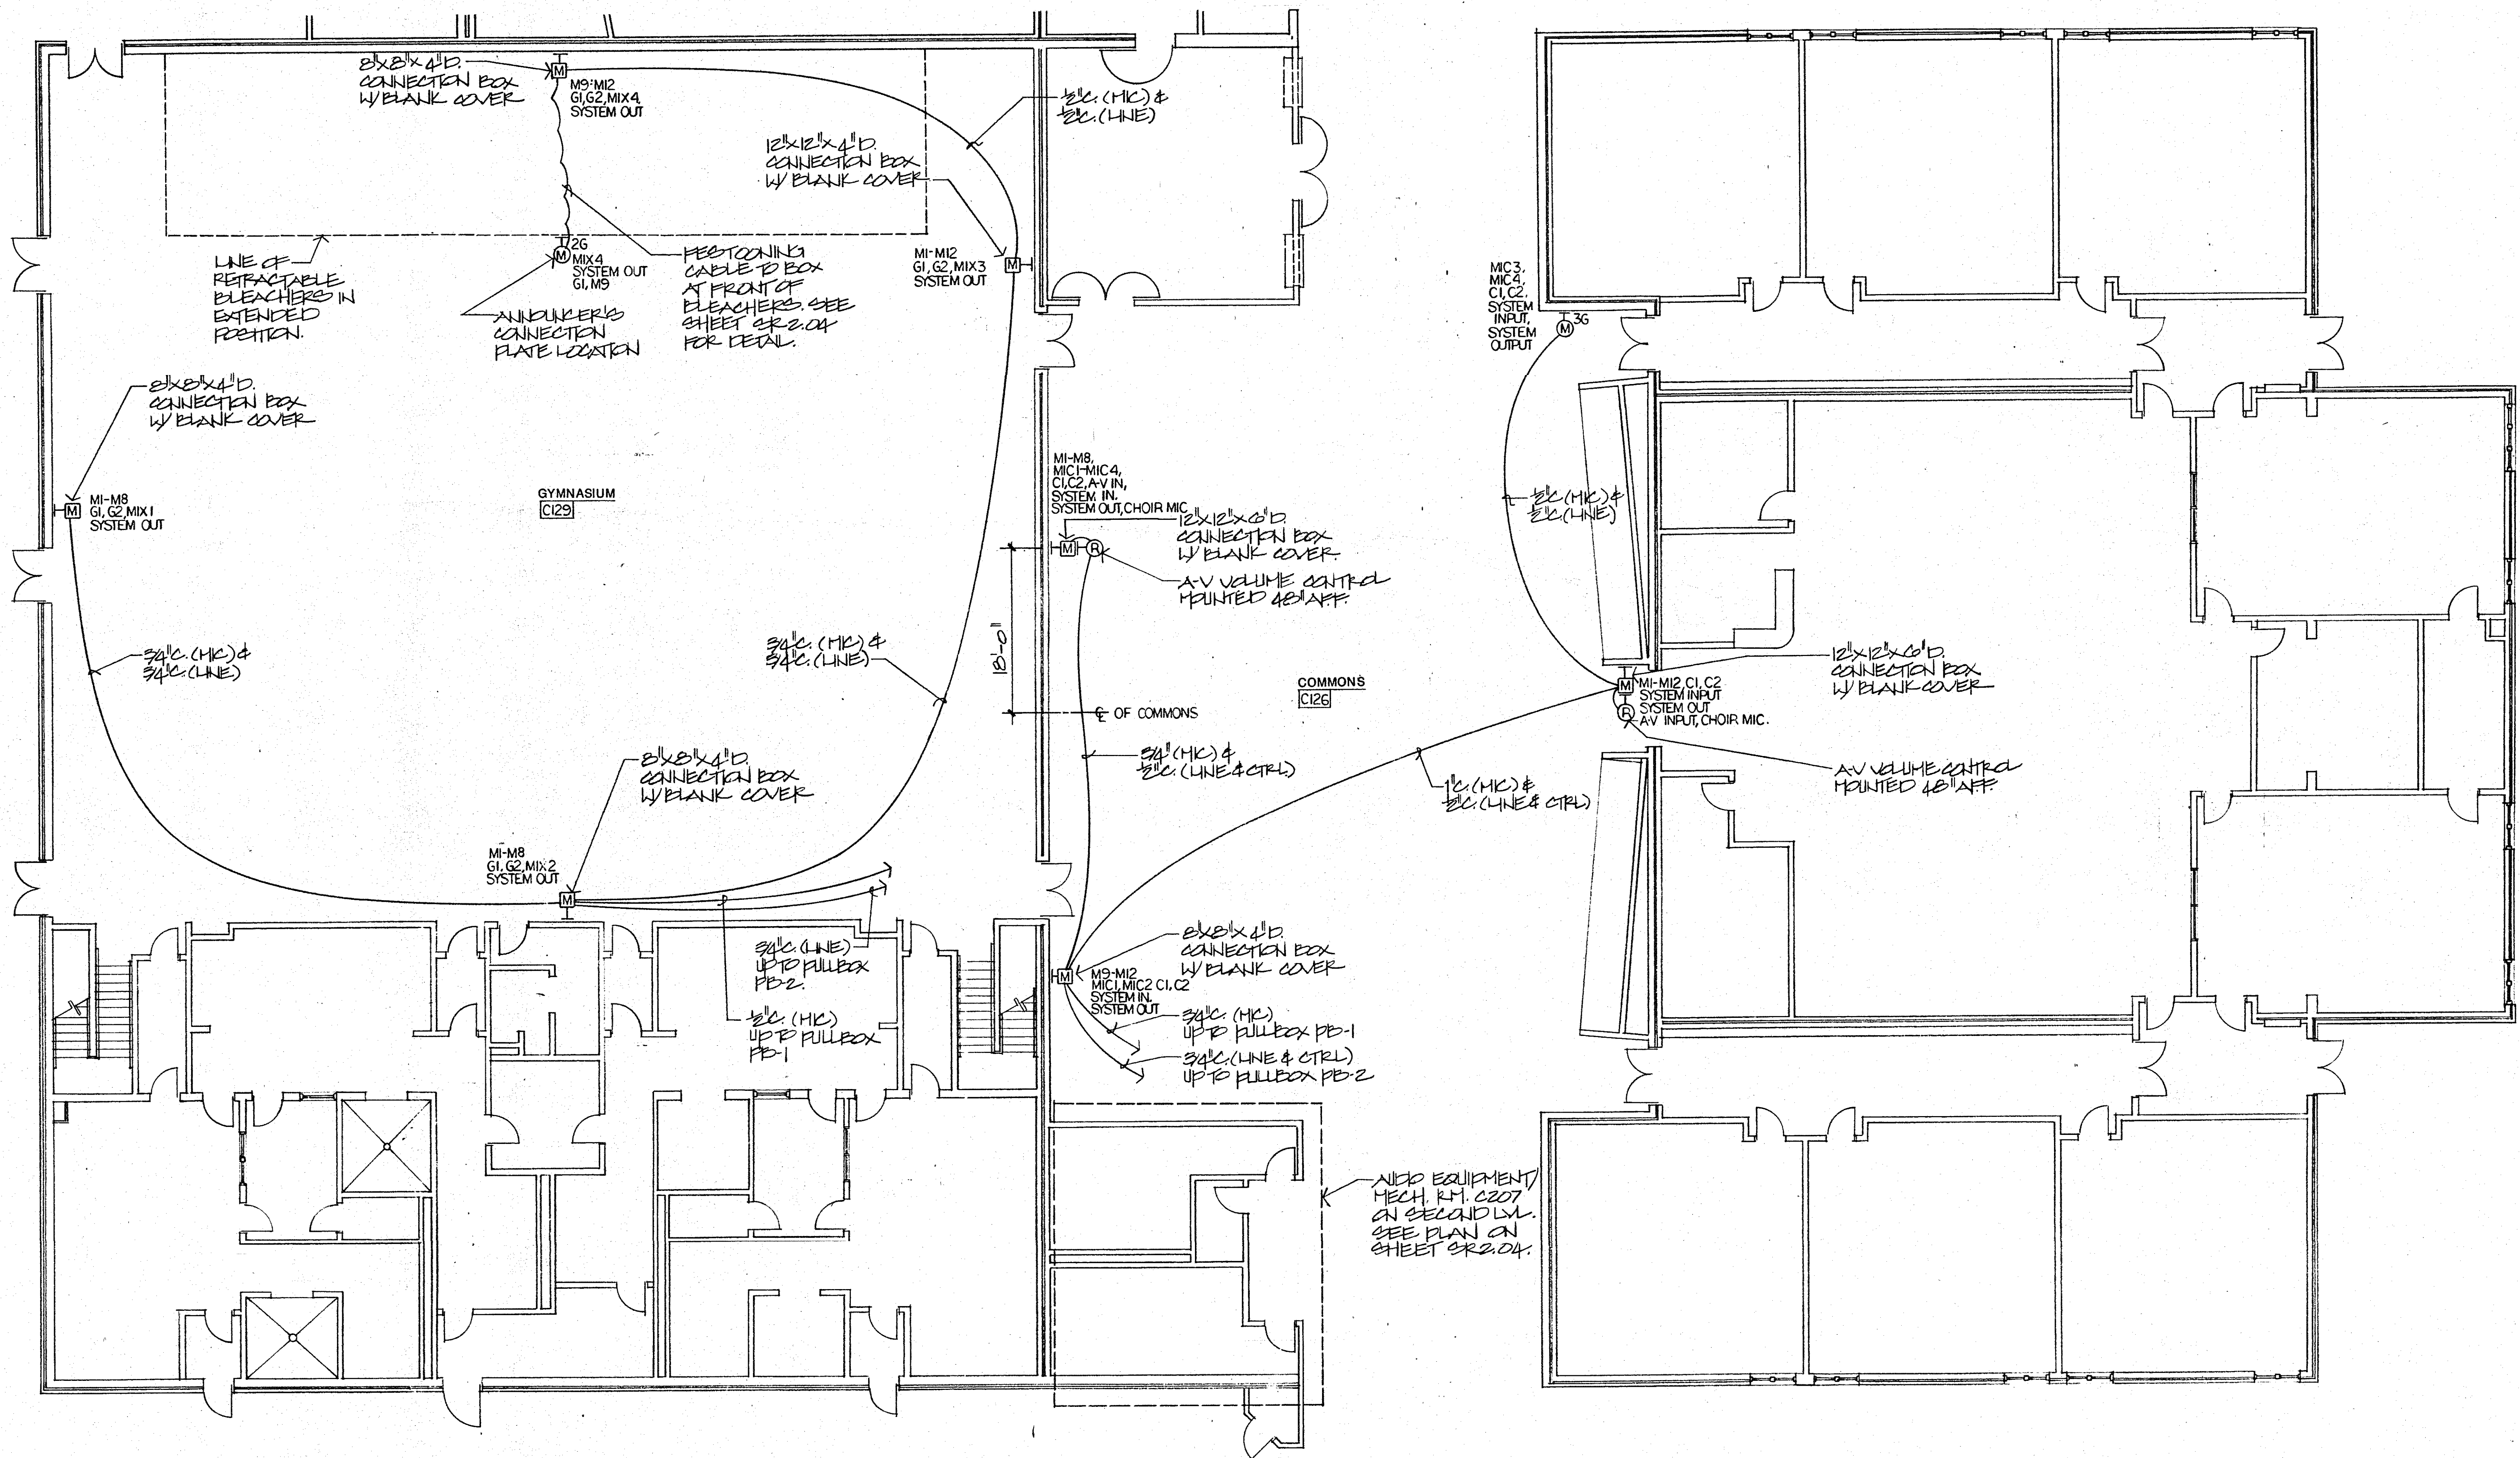 8"X8"X4"D.
CONNECTION BOX
W/ BLANK COVER
M
M9-M12
G1,G2,MIX4,
SYSTEM OUT
½"C. (MIC) &
½"C. (LINE)
12"X12"X4"D.
CONNECTION BOX
W/ BLANK COVER
LINE OF
RETRACTABLE
BLEACHERS IN
EXTENDED
POSITION.
2G
M
MIX4
SYSTEM OUT
G1, M9
ANNOUNCER'S
CONNECTION
PLATE LOCATION
FESTOONING
CABLE TO BOX
AT FRONT OF
BLEACHERS. SEE
SHEET SR2.04
FOR DETAIL.
M1-M12
G1, G2, MIX3
SYSTEM OUT
M
MIC3,
MIC4,
C1, C2,
SYSTEM
INPUT,
SYSTEM
OUTPUT
M
3G
8"X8"X4"D.
CONNECTION BOX
W/ BLANK COVER
M
M1-M8
G1, G2, MIX1
SYSTEM OUT
GYMNASIUM
C129
M1-M8,
MIC1-MIC4,
C1,C2,A-V IN,
SYSTEM IN.
SYSTEM OUT,CHOIR MIC
12"X12"X6"D.
CONNECTION BOX
W/ BLANK COVER.
M
R
A-V VOLUME CONTROL
MOUNTED 48" A.F.F.
½"C. (MIC) &
½"C. (LINE)
3/4"C. (MIC) &
3/4"C. (LINE)
3/4"C. (MIC) &
3/4"C. (LINE)
18'-0"
COMMONS
C126
℄ OF COMMONS
12"X12"X6"D.
CONNECTION BOX
W/ BLANK COVER
M
M1-M12, C1, C2
SYSTEM INPUT
SYSTEM OUT
R
A-V INPUT, CHOIR MIC.
A-V VOLUME CONTROL
MOUNTED 48" A.F.F.
3/4" (MIC) &
½"C. (LINE & CTRL)
1"C. (MIC) &
½"C. (LINE & CTRL)
8"X8"X4"D.
CONNECTION BOX
W/ BLANK COVER
M1-M8
G1, G2, MIX2
SYSTEM OUT
M
3/4"C. (LINE)
UP TO PULLBOX
PB-2.
½"C. (MIC)
UP TO PULLBOX
PB-1
8"X8"X4"D.
CONNECTION BOX
W/ BLANK COVER
M
M9-M12
MIC1, MIC2 C1, C2
SYSTEM IN.
SYSTEM OUT
3/4"C. (MIC)
UP TO PULLBOX PB-1
3/4"C. (LINE & CTRL)
UP TO PULLBOX PB-2
AUDIO EQUIPMENT/
MECH. RM. C207
ON SECOND LVL.
SEE PLAN ON
SHEET SR2.04.